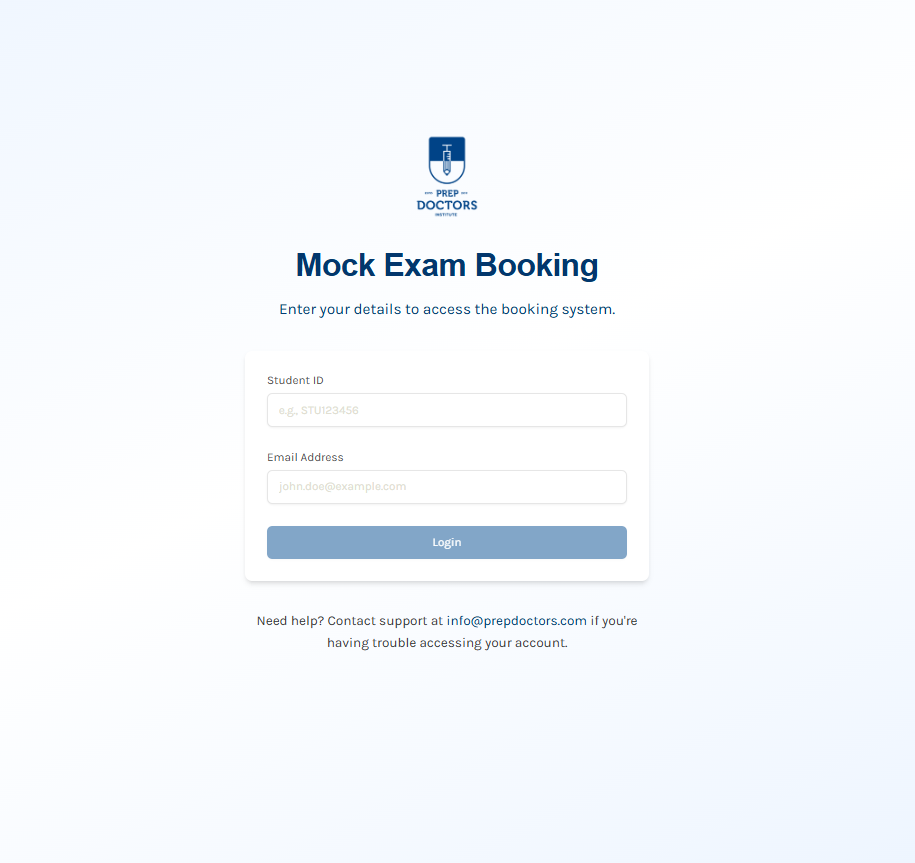 PREP
DOCTORS
INSTITUTE
Mock Exam Booking
Enter your details to access the booking system.
Student ID
e.g., STU123456
Email Address
john.doe@example.com
Login
Need help? Contact support at info@prepdoctors.com if you're
having trouble accessing your account.